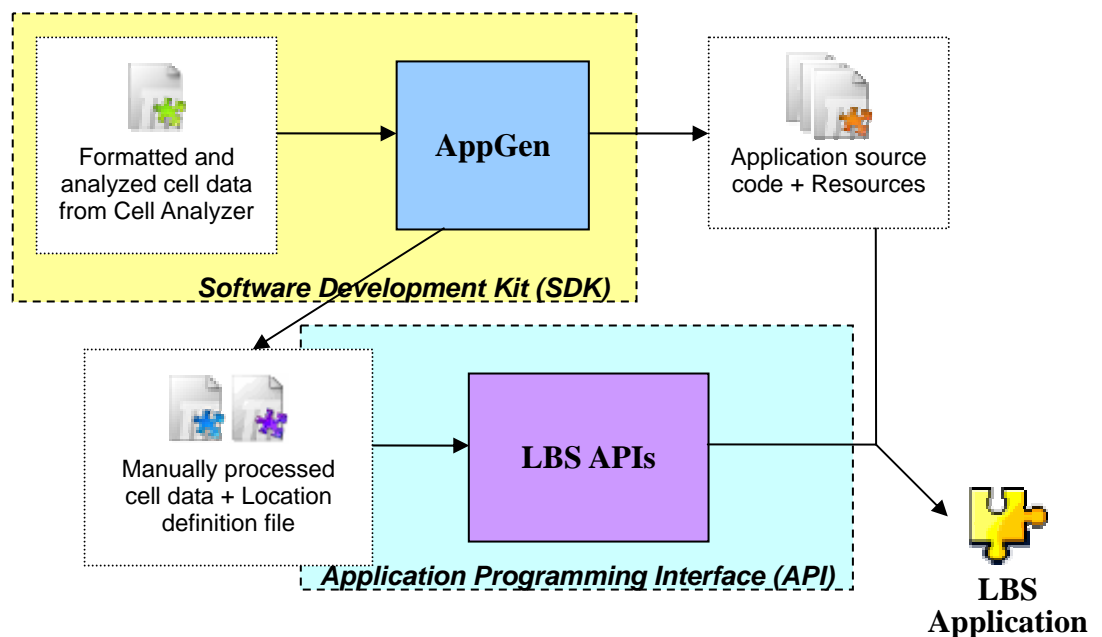 Formatted and
analyzed cell data
from Cell Analyzer
AppGen
Application source
code + Resources
Software Development Kit (SDK)
Manually processed
cell data + Location
definition file
LBS APIs
Application Programming Interface (API)
LBS
Application